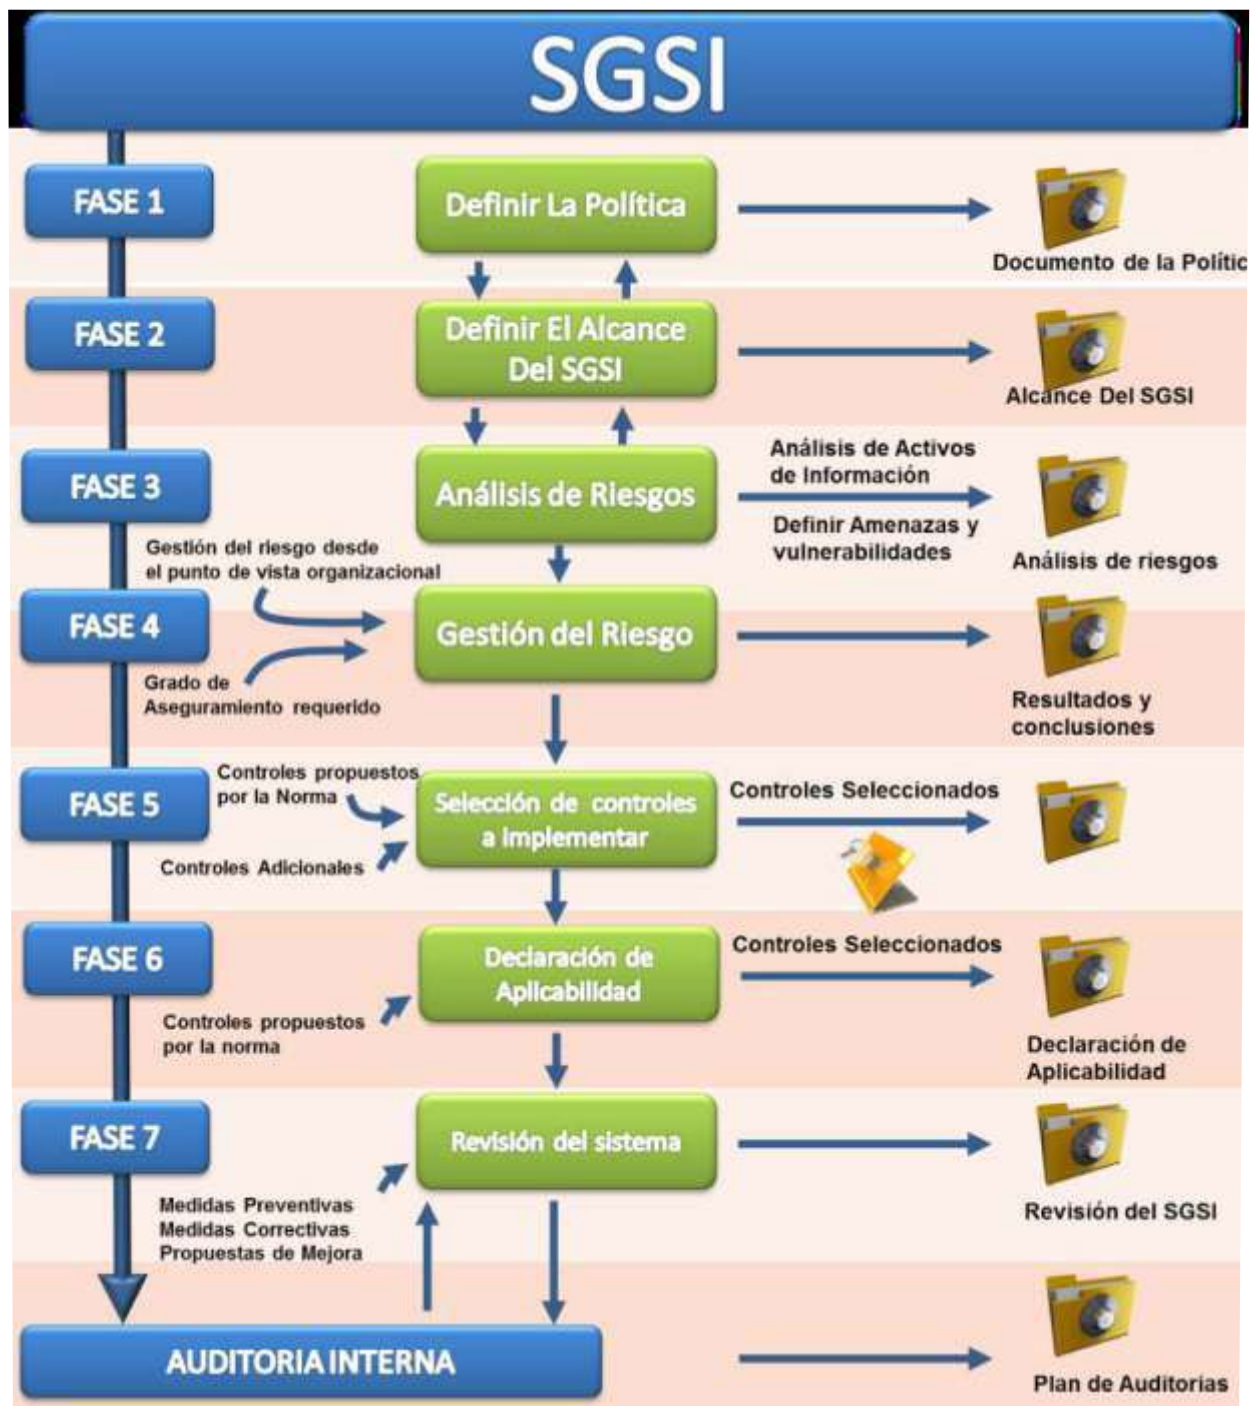 SGSI
FASE 1
Definir La Política
Documento de la Polític
FASE 2
Definir El Alcance
Del SGSI
Alcance Del SGSI
FASE 3
Análisis de Riesgos
Análisis de Activos
de Información
Definir Amenazas y
vulnerabilidades
Análisis de riesgos
Gestión del riesgo desde
el punto de vista organizacional
FASE 4
Gestión del Riesgo
Grado de
Aseguramiento requerido
Resultados y
conclusiones
FASE 5
Controles propuestos
por la Norma
Controles Adicionales
Selección de controles
a Implementar
Controles Seleccionados
FASE 6
Declaración de
Aplicabilidad
Controles Seleccionados
Controles propuestos
por la norma
Declaración de
Aplicabilidad
FASE 7
Revisión del sistema
Medidas Preventivas
Medidas Correctivas
Propuestas de Mejora
Revisión del SGSI
AUDITORIA INTERNA
Plan de Auditorias